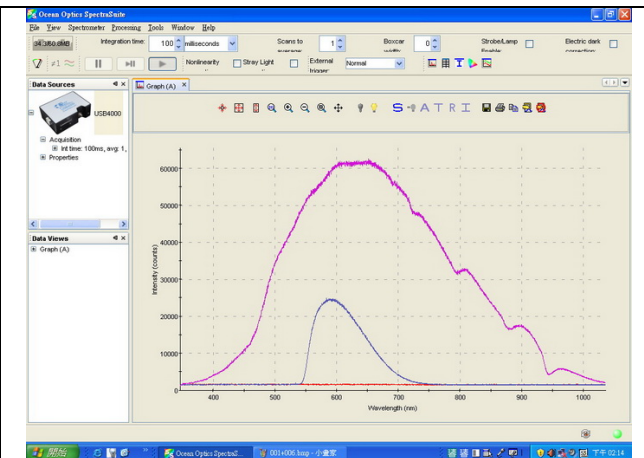 Ocean Optics SpectraSuite
File View Spectrometer Processing Tools Window Help
Integration time: 100 milliseconds Scans to average: 1 Boxcar width: 0 Strobe/Lamp Enable: Electric dark correction:
Nonlinearity Stray Light External trigger: Normal
Data Sources
Graph (A)
USB4000
S A T R I
Acquisition
Int time: 100ms, avg: 1,
Properties
Data Views
Graph (A)
60000
50000
40000
30000
20000
10000
0
Intensity (counts)
400 500 600 700 800 900 1000
Wavelength (nm)
開始
Ocean Optics SpectraS...
001+006.bmp - 小畫家
下午 02:14